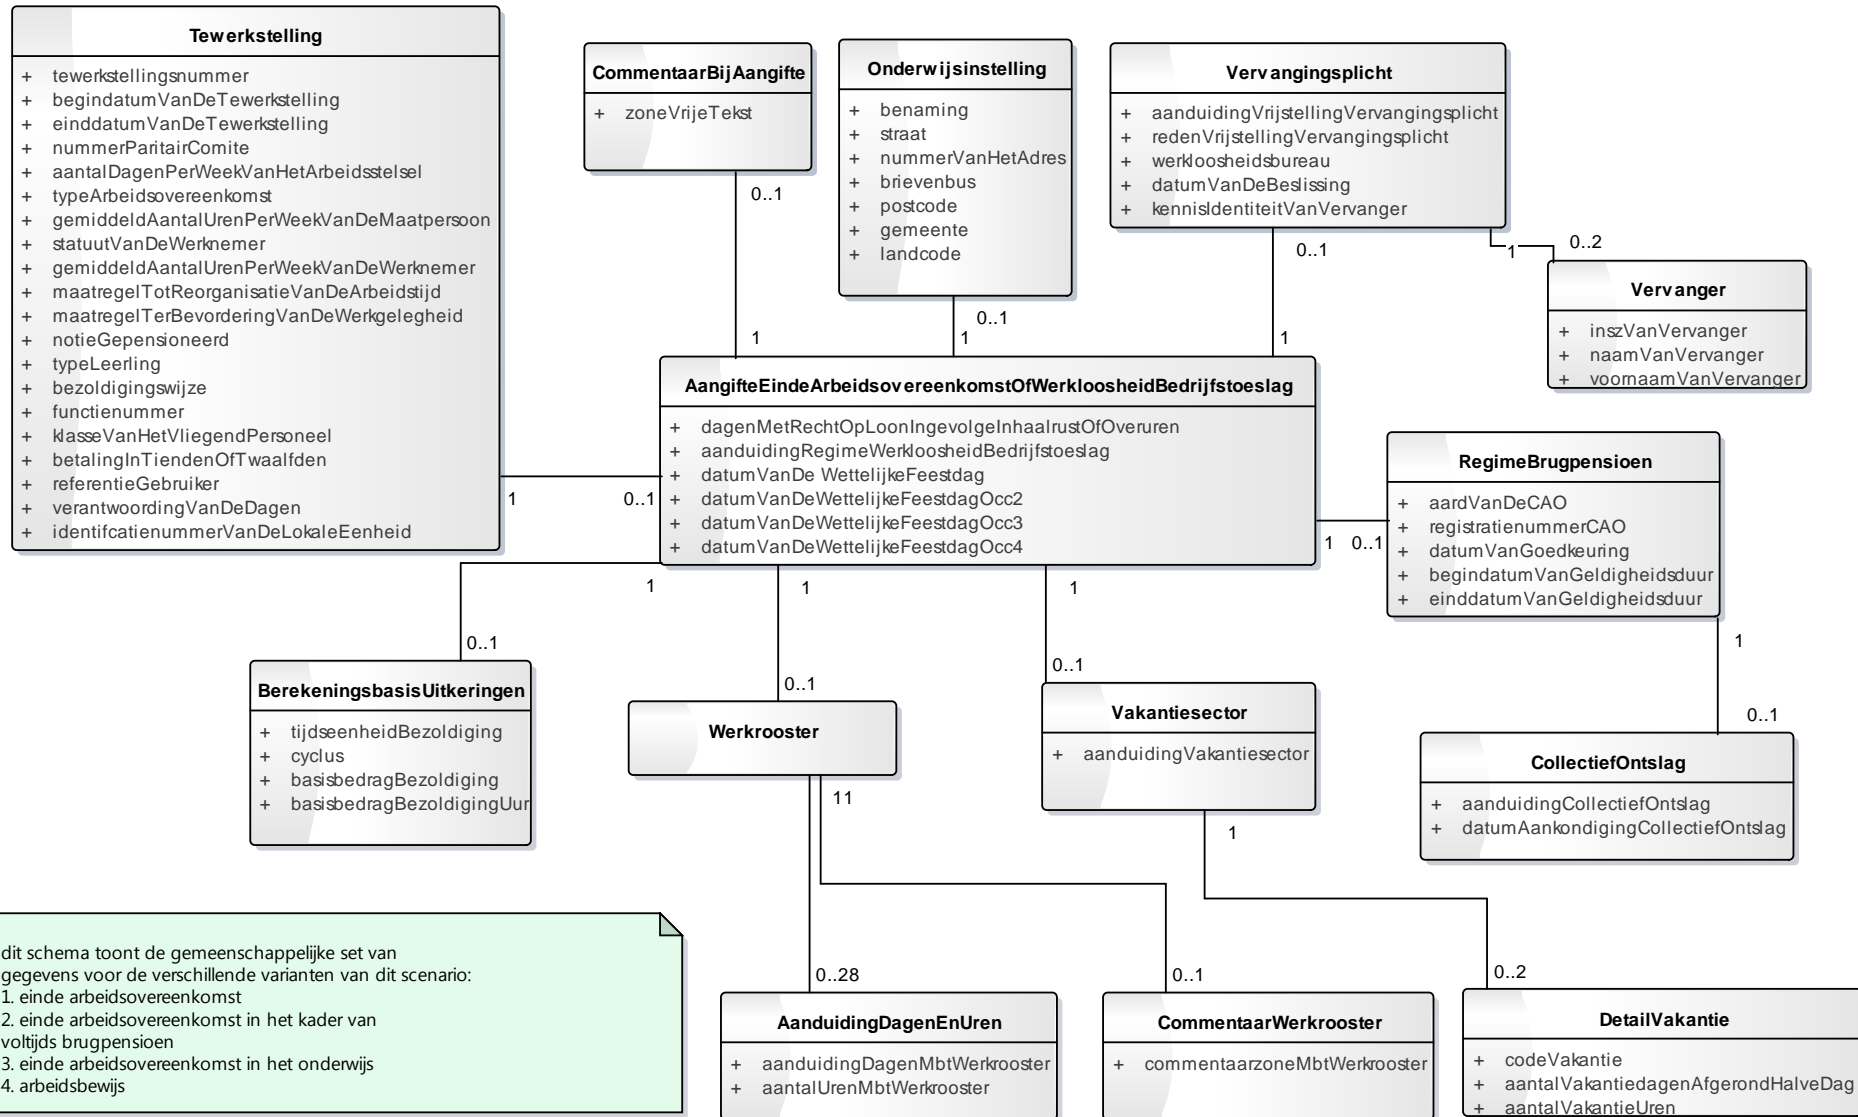 Tewerkstelling
+ tewerkstellingsnummer
+ begindatumVanDeTewerkstelling
+ einddatumVanDeTewerkstelling
+ nummerParitairComite
+ aantalDagenPerWeekVanHetArbeidsstelsel
+ typeArbeidsovereenkomst
+ gemiddeldAantalUrenPerWeekVanDeMaatpersoon
+ statuutVanDeWerknemer
+ gemiddeldAantalUrenPerWeekVanDeWerknemer
+ maatregelTotReorganisatieVanDeArbeidstijd
+ maatregelTerBevorderingVanDeWerkgelegheid
+ notieGepensioneerd
+ typeLeerling
+ bezoldigingswijze
+ functienummer
+ klasseVanHetVliegendPersoneel
+ betalingInTiendenOfTwaalfden
+ referentieGebruiker
+ verantwoordingVanDeDagen
+ identifcatienummerVanDeLokaleEenheid
CommentaarBijAangifte
+ zoneVrijeTekst
0..1
1
Onderwijsinstelling
+ benaming
+ straat
+ nummerVanHetAdres
+ brievenbus
+ postcode
+ gemeente
+ landcode
0..1
1
Vervangingsplicht
+ aanduidingVrijstellingVervangingsplicht
+ redenVrijstellingVervangingsplicht
+ werkloosheidsbureau
+ datumVanDeBeslissing
+ kennisIdentiteitVanVervanger
0..1
1
1
0..2
Vervanger
+ inszVanVervanger
+ naamVanVervanger
+ voornaamVanVervanger
AangifteEindeArbeidsovereenkomstOfWerkloosheidBedrijfstoeslag
+ dagenMetRechtOpLoonIngevolgeInhaalrustOfOveruren
+ aanduidingRegimeWerkloosheidBedrijfstoeslag
+ datumVanDe WettelijkeFeestdag
+ datumVanDeWettelijkeFeestdagOcc2
+ datumVanDeWettelijkeFeestdagOcc3
+ datumVanDeWettelijkeFeestdagOcc4
1
0..1
1
0..1
RegimeBrugpensioen
+ aardVanDeCAO
+ registratienummerCAO
+ datumVanGoedkeuring
+ begindatumVanGeldigheidsduur
+ einddatumVanGeldigheidsduur
1
0..1
CollectiefOntslag
+ aanduidingCollectiefOntslag
+ datumAankondigingCollectiefOntslag
1
0..1
BerekeningsbasisUitkeringen
+ tijdseenheidBezoldiging
+ cyclus
+ basisbedragBezoldiging
+ basisbedragBezoldigingUur
1
0..1
Werkrooster
11
1
0..1
Vakantiesector
+ aanduidingVakantiesector
1
dit schema toont de gemeenschappelijke set van
gegevens voor de verschillende varianten van dit scenario:
1. einde arbeidsovereenkomst
2. einde arbeidsovereenkomst in het kader van
voltijds brugpensioen
3. einde arbeidsovereenkomst in het onderwijs
4. arbeidsbewijs
0..28
AanduidingDagenEnUren
+ aanduidingDagenMbtWerkrooster
+ aantalUrenMbtWerkrooster
0..1
CommentaarWerkrooster
+ commentaarzoneMbtWerkrooster
0..2
DetailVakantie
+ codeVakantie
+ aantalVakantiedagenAfgerondHalveDag
+ aantalVakantieUren